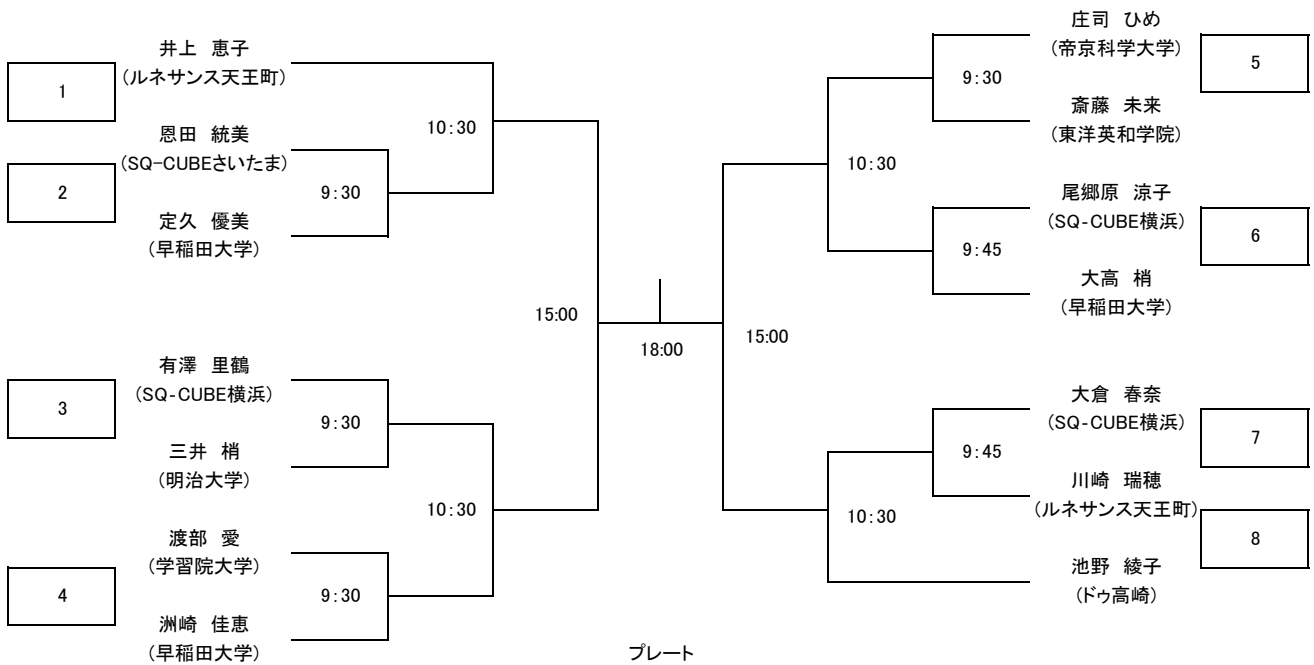 井上 恵子
(ルネサンス天王町)
1
10:30
恩田 統美
(SQ-CUBEさいたま)
2
9:30
定久 優美
(早稲田大学)
15:00
有澤 里鶴
(SQ-CUBE横浜)
3
9:30
三井 梢
(明治大学)
10:30
渡部 愛
(学習院大学)
4
9:30
洲崎 佳恵
(早稲田大学)
18:00
庄司 ひめ
(帝京科学大学)
5
9:30
斎藤 未来
(東洋英和学院)
10:30
尾郷原 涼子
(SQ-CUBE横浜)
6
9:45
大高 梢
(早稲田大学)
15:00
大倉 春奈
(SQ-CUBE横浜)
7
9:45
川崎 瑞穂
(ルネサンス天王町)
10:30
8
池野 綾子
(ドゥ高崎)
プレート